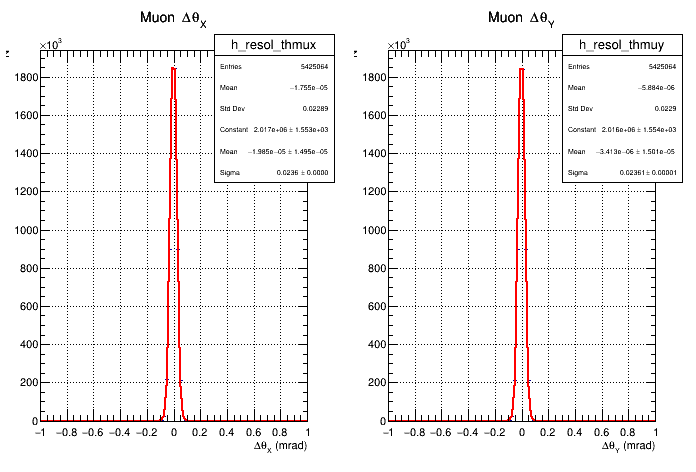 Muon Δθ_X
×10³
h_resol_thmux
Entries 5425064
Mean −1.755e−05
Std Dev 0.02289
Constant 2.017e+06 ± 1.553e+03
Mean −1.985e−05 ± 1.495e−05
Sigma 0.0236 ± 0.0000
1800
1600
1400
1200
1000
800
600
400
200
0
−1 −0.8 −0.6 −0.4 −0.2 0 0.2 0.4 0.6 0.8 1
Δθ_X (mrad)
Muon Δθ_Y
×10³
h_resol_thmuy
Entries 5425064
Mean −5.884e−06
Std Dev 0.0229
Constant 2.016e+06 ± 1.554e+03
Mean −3.413e−06 ± 1.501e−05
Sigma 0.02361 ± 0.00001
1800
1600
1400
1200
1000
800
600
400
200
0
−1 −0.8 −0.6 −0.4 −0.2 0 0.2 0.4 0.6 0.8 1
Δθ_Y (mrad)